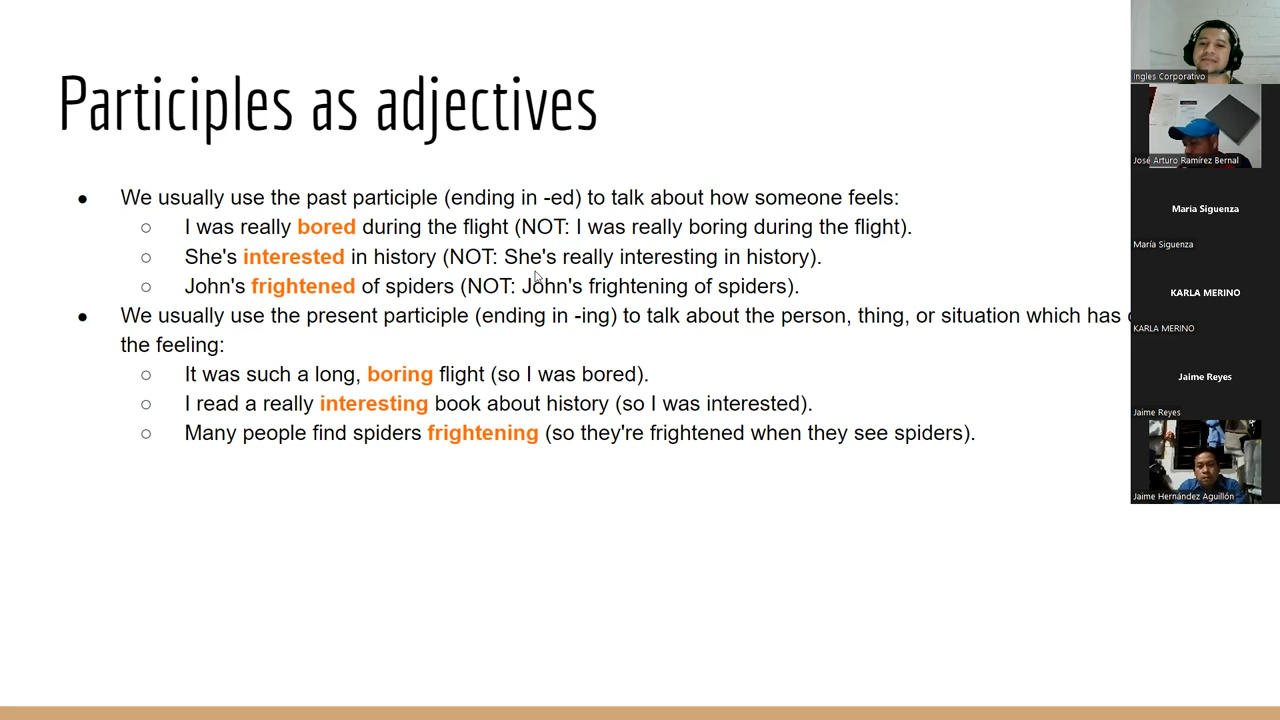 Participles as adjectives
● We usually use the past participle (ending in -ed) to talk about how someone feels:
○ I was really bored during the flight (NOT: I was really boring during the flight).
○ She's interested in history (NOT: She's really interesting in history).
○ John's frightened of spiders (NOT: John's frightening of spiders).
● We usually use the present participle (ending in -ing) to talk about the person, thing, or situation which has
the feeling:
○ It was such a long, boring flight (so I was bored).
○ I read a really interesting book about history (so I was interested).
○ Many people find spiders frightening (so they're frightened when they see spiders).
Ingles Corporativo
José Arturo Ramírez Bernal
Maria Siguenza
María Siguenza
KARLA MERINO
KARLA MERINO
Jaime Reyes
Jaime Reyes
Jaime Hernández Aguillón